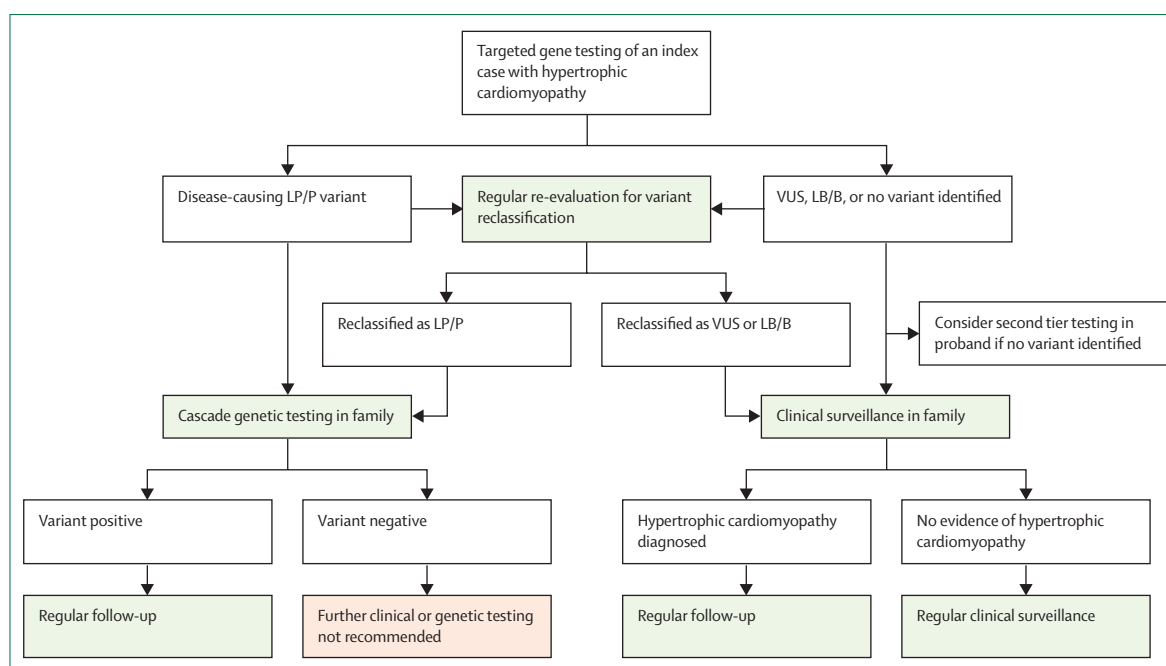 Targeted gene testing of an index
case with hypertrophic
cardiomyopathy
Disease-causing LP/P variant
Regular re-evaluation for variant
reclassification
VUS, LB/B, or no variant identified
Reclassified as LP/P
Reclassified as VUS or LB/B
Consider second tier testing in
proband if no variant identified
Cascade genetic testing in family
Clinical surveillance in family
Variant positive
Variant negative
Hypertrophic cardiomyopathy
diagnosed
No evidence of hypertrophic
cardiomyopathy
Regular follow-up
Further clinical or genetic testing
not recommended
Regular follow-up
Regular clinical surveillance